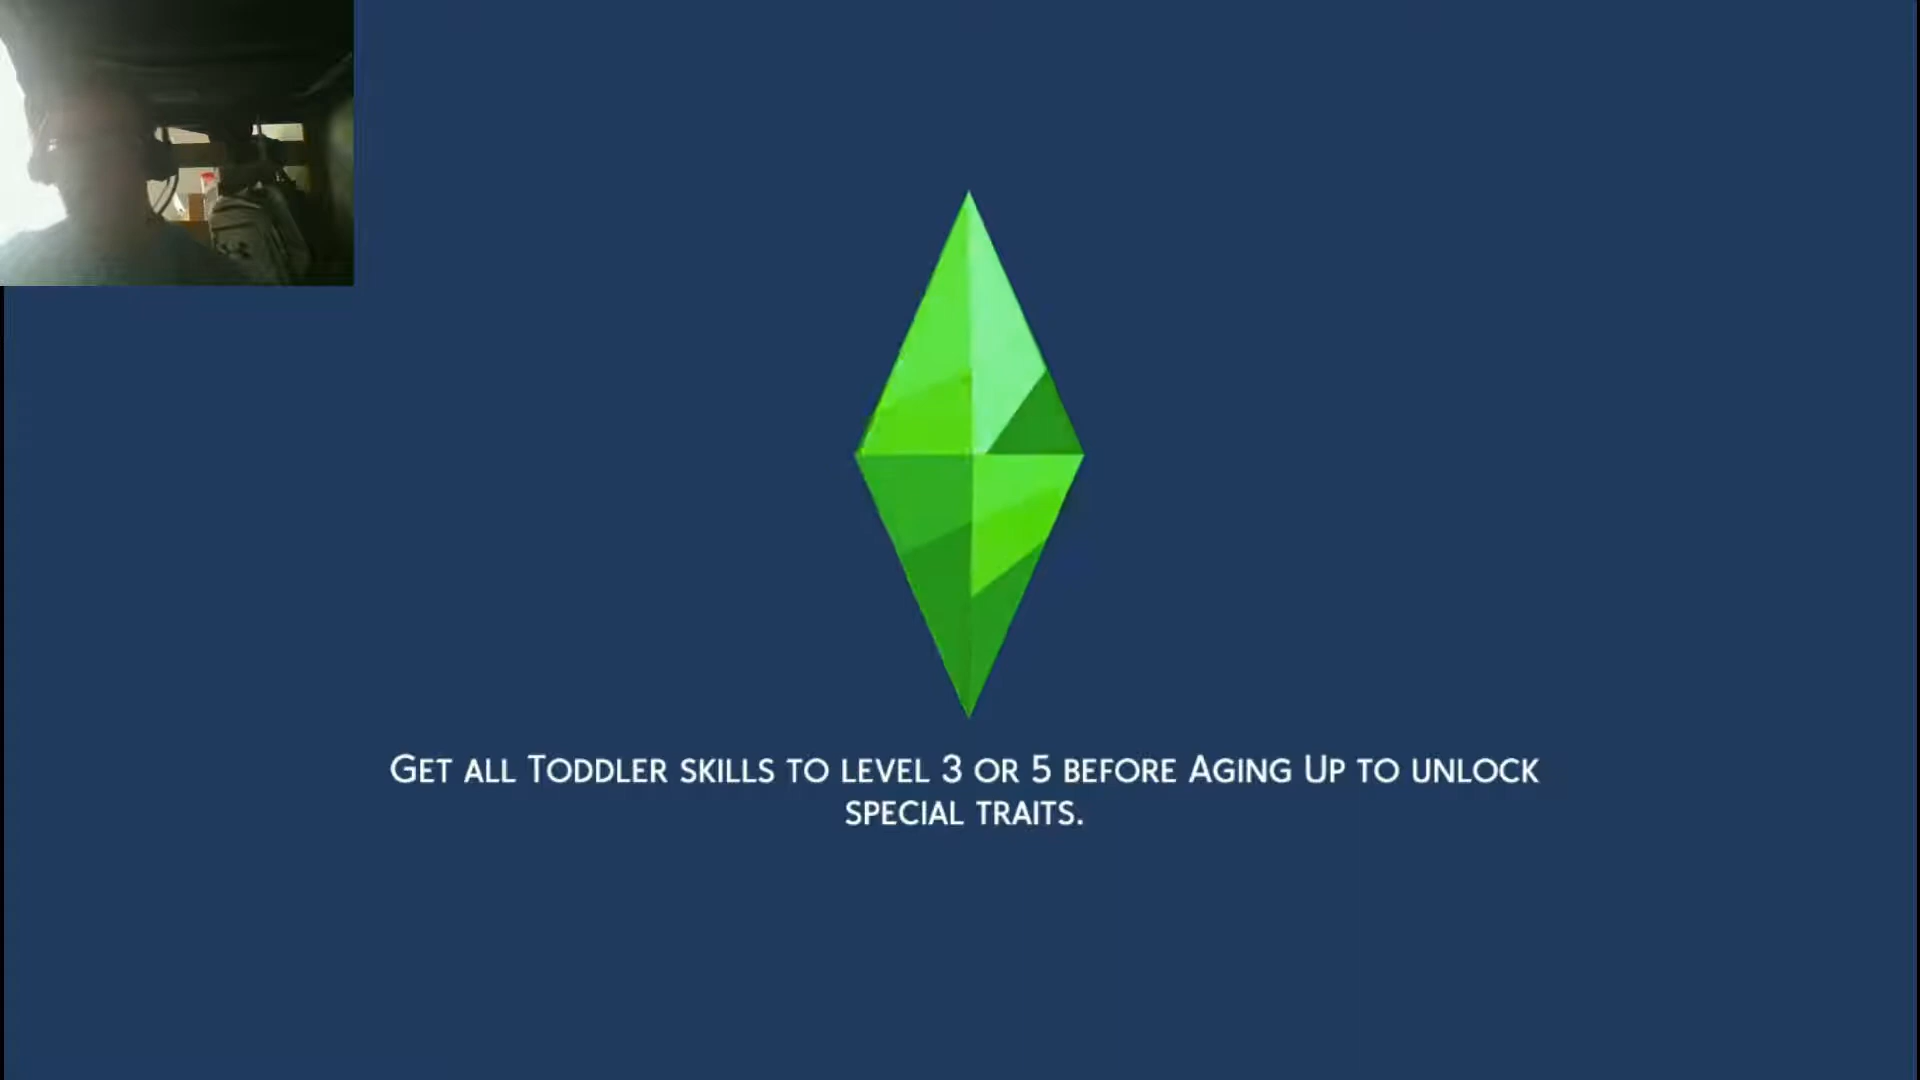 Get all Toddler skills to level 3 or 5 before Aging Up to unlock
special traits.